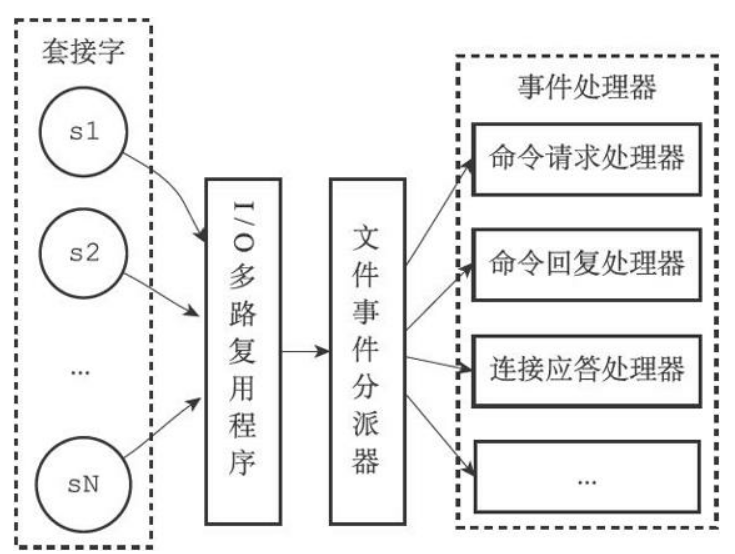 套接字
s1
s2
...
sN
I/O多路复用程序
文件事件分派器
事件处理器
命令请求处理器
命令回复处理器
连接应答处理器
...